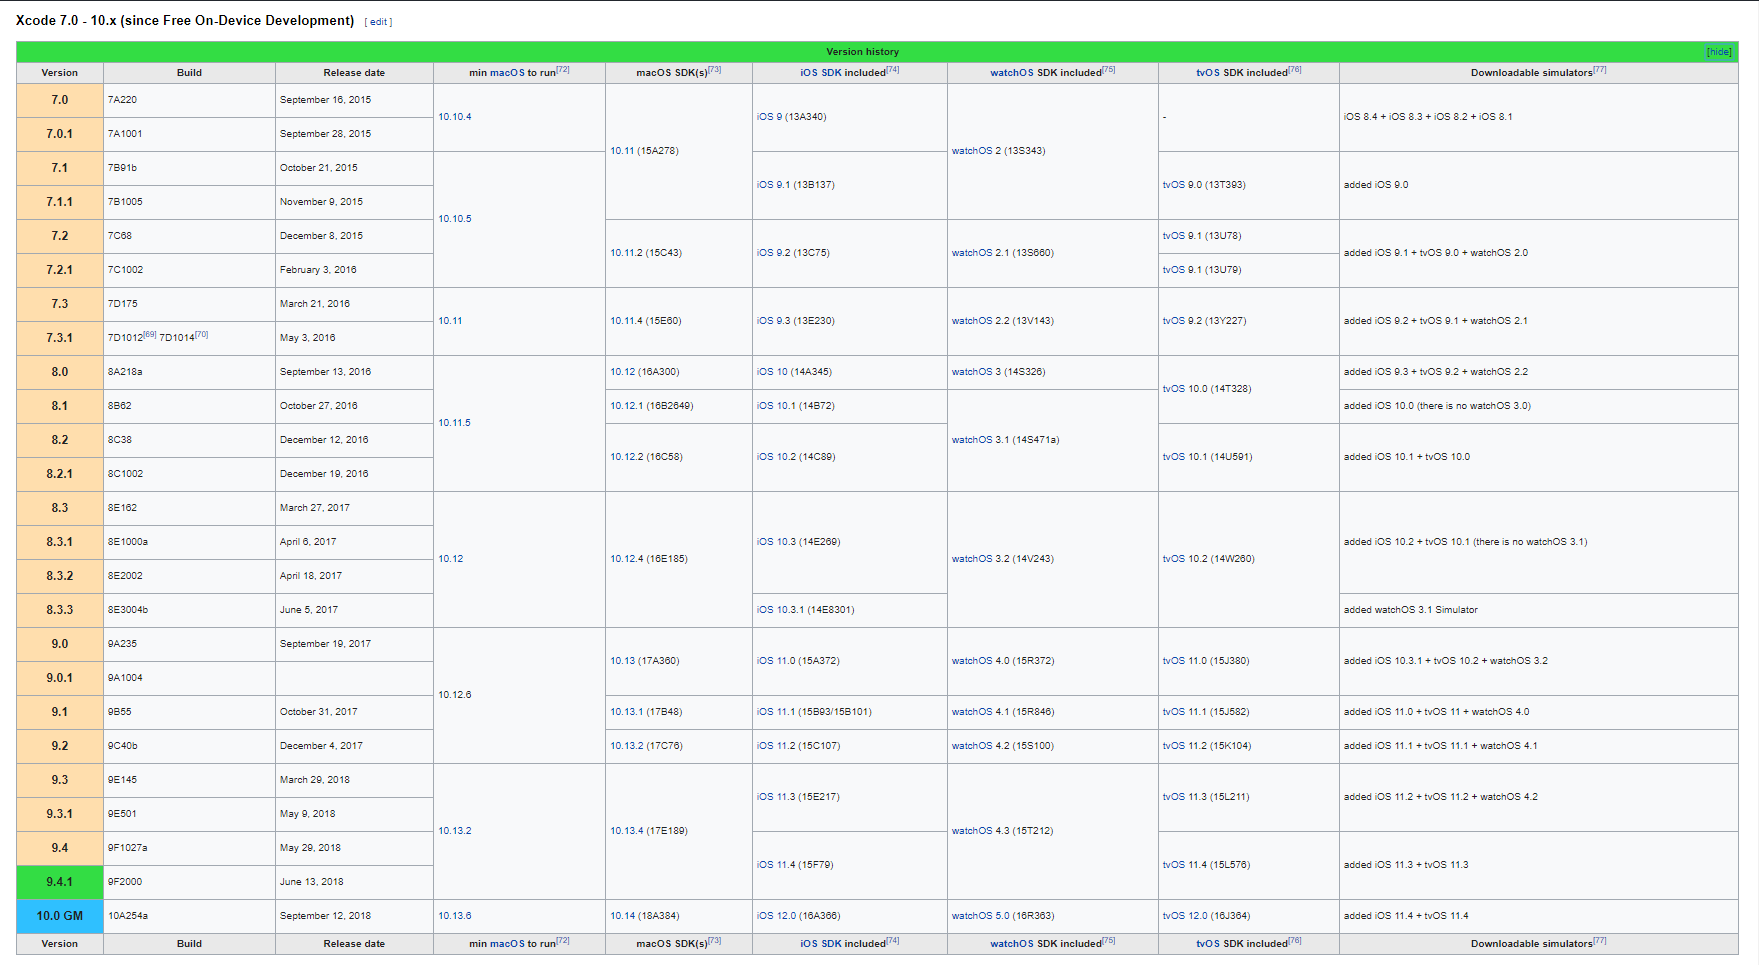 Xcode 7.0 - 10.x (since Free On-Device Development) [ edit ]
Version history [hide]
Version Build Release date min macOS to run[72] macOS SDK(s)[73] iOS SDK included[74] watchOS SDK included[75] tvOS SDK included[76] Downloadable simulators[77]
7.0 7A220 September 16, 2015 10.10.4 10.11 (15A278) iOS 9 (13A340) watchOS 2 (13S343) - iOS 8.4 + iOS 8.3 + iOS 8.2 + iOS 8.1
7.0.1 7A1001 September 28, 2015
7.1 7B91b October 21, 2015 10.10.5 iOS 9.1 (13B137) tvOS 9.0 (13T393) added iOS 9.0
7.1.1 7B1005 November 9, 2015
7.2 7C68 December 8, 2015 10.11.2 (15C43) iOS 9.2 (13C75) watchOS 2.1 (13S660) tvOS 9.1 (13U78) added iOS 9.1 + tvOS 9.0 + watchOS 2.0
7.2.1 7C1002 February 3, 2016 tvOS 9.1 (13U79)
7.3 7D175 March 21, 2016 10.11 10.11.4 (15E60) iOS 9.3 (13E230) watchOS 2.2 (13V143) tvOS 9.2 (13Y227) added iOS 9.2 + tvOS 9.1 + watchOS 2.1
7.3.1 7D1012[69] 7D1014[70] May 3, 2016
8.0 8A218a September 13, 2016 10.11.5 10.12 (16A300) iOS 10 (14A345) watchOS 3 (14S326) tvOS 10.0 (14T328) added iOS 9.3 + tvOS 9.2 + watchOS 2.2
8.1 8B62 October 27, 2016 10.12.1 (16B2649) iOS 10.1 (14B72) watchOS 3.1 (14S471a) added iOS 10.0 (there is no watchOS 3.0)
8.2 8C38 December 12, 2016 10.12.2 (16C58) iOS 10.2 (14C89) tvOS 10.1 (14U591) added iOS 10.1 + tvOS 10.0
8.2.1 8C1002 December 19, 2016
8.3 8E162 March 27, 2017 10.12 10.12.4 (16E185) iOS 10.3 (14E269) watchOS 3.2 (14V243) tvOS 10.2 (14W260) added iOS 10.2 + tvOS 10.1 (there is no watchOS 3.1)
8.3.1 8E1000a April 6, 2017
8.3.2 8E2002 April 18, 2017
8.3.3 8E3004b June 5, 2017 iOS 10.3.1 (14E8301) added watchOS 3.1 Simulator
9.0 9A235 September 19, 2017 10.12.6 10.13 (17A360) iOS 11.0 (15A372) watchOS 4.0 (15R372) tvOS 11.0 (15J380) added iOS 10.3.1 + tvOS 10.2 + watchOS 3.2
9.0.1 9A1004
9.1 9B55 October 31, 2017 10.13.1 (17B48) iOS 11.1 (15B93/15B101) watchOS 4.1 (15R846) tvOS 11.1 (15J582) added iOS 11.0 + tvOS 11 + watchOS 4.0
9.2 9C40b December 4, 2017 10.13.2 (17C76) iOS 11.2 (15C107) watchOS 4.2 (15S100) tvOS 11.2 (15K104) added iOS 11.1 + tvOS 11.1 + watchOS 4.1
9.3 9E145 March 29, 2018 10.13.2 10.13.4 (17E189) iOS 11.3 (15E217) watchOS 4.3 (15T212) tvOS 11.3 (15L211) added iOS 11.2 + tvOS 11.2 + watchOS 4.2
9.3.1 9E501 May 9, 2018
9.4 9F1027a May 29, 2018 iOS 11.4 (15F79) tvOS 11.4 (15L576) added iOS 11.3 + tvOS 11.3
9.4.1 9F2000 June 13, 2018
10.0 GM 10A254a September 12, 2018 10.13.6 10.14 (18A384) iOS 12.0 (16A366) watchOS 5.0 (16R363) tvOS 12.0 (16J364) added iOS 11.4 + tvOS 11.4
Version Build Release date min macOS to run[72] macOS SDK(s)[73] iOS SDK included[74] watchOS SDK included[75] tvOS SDK included[76] Downloadable simulators[77]